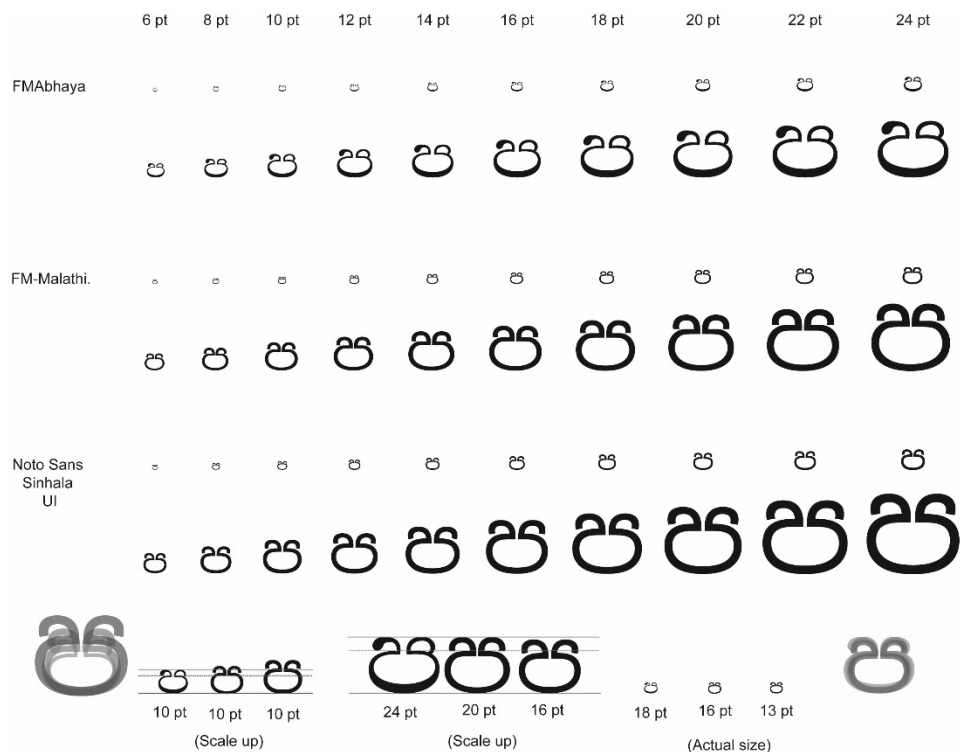 6 pt 8 pt 10 pt 12 pt 14 pt 16 pt 18 pt 20 pt 22 pt 24 pt
FMAbhaya ස ස ස ස ස ස ස ස ස ස
ස ස ස ස ස ස ස ස ස ස
FM-Malathi. ස ස ස ස ස ස ස ස ස ස
ස ස ස ස ස ස ස ස ස ස
Noto Sans ස ස ස ස ස ස ස ස ස ස
Sinhala
UI
ස ස ස ස ස ස ස ස ස ස
ස ස ස
10 pt 10 pt 10 pt
(Scale up)
ස ස ස
24 pt 20 pt 16 pt
(Scale up)
ස ස ස
18 pt 16 pt 13 pt
(Actual size)